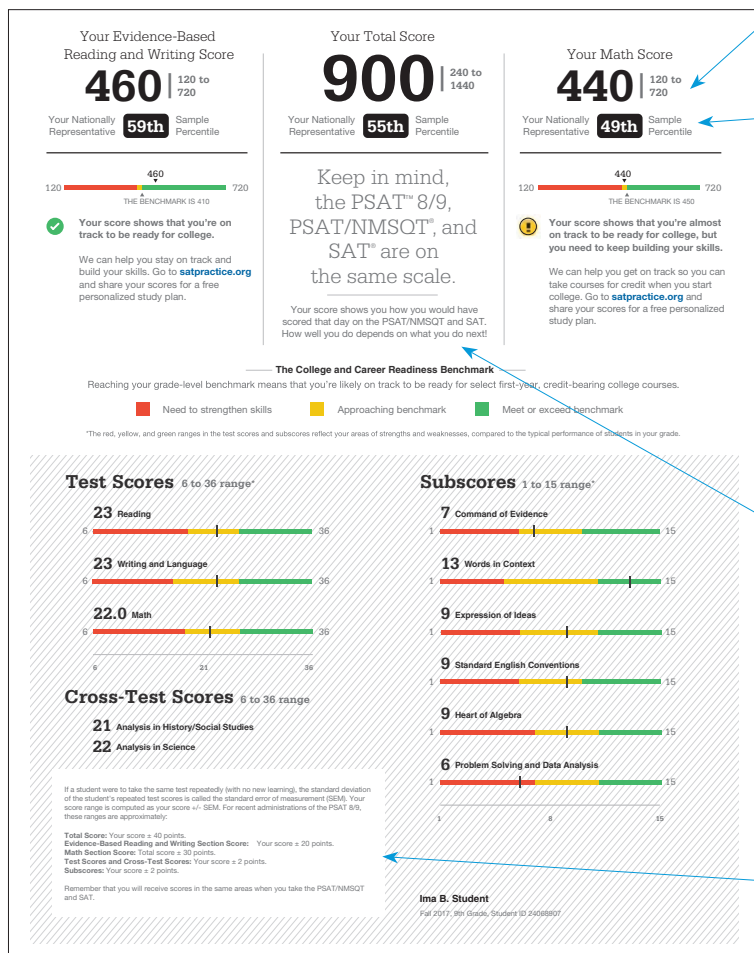 Your Evidence-Based
Reading and Writing Score
460 | 120 to
720
Your Nationally
Representative 59th Sample
Percentile
460
120 720
THE BENCHMARK IS 410
Your score shows that you're on
track to be ready for college.
We can help you stay on track and
build your skills. Go to satpractice.org
and share your scores for a free
personalized study plan.
Your Total Score
900 | 240 to
1440
Your Nationally
Representative 55th Sample
Percentile
Keep in mind,
the PSAT™ 8/9,
PSAT/NMSQT®, and
SAT® are on
the same scale.
Your score shows you how you would have
scored that day on the PSAT/NMSQT and SAT.
How well you do depends on what you do next!
Your Math Score
440 | 120 to
720
Your Nationally
Representative 49th Sample
Percentile
440
120 720
THE BENCHMARK IS 450
Your score shows that you're almost
on track to be ready for college, but
you need to keep building your skills.
We can help you get on track so you can
take courses for credit when you start
college. Go to satpractice.org and
share your scores for a free personalized
study plan.
The College and Career Readiness Benchmark
Reaching your grade-level benchmark means that you're likely on track to be ready for select first-year, credit-bearing college courses.
Need to strengthen skills Approaching benchmark Meet or exceed benchmark
*The red, yellow, and green ranges in the test scores and subscores reflect your areas of strengths and weaknesses, compared to the typical performance of students in your grade.
Test Scores 6 to 36 range*
23 Reading
6 36
23 Writing and Language
6 36
22.0 Math
6 36
6 21 36
Cross-Test Scores 6 to 36 range
21 Analysis in History/Social Studies
22 Analysis in Science
If a student were to take the same test repeatedly (with no new learning), the standard deviation
of the student's repeated test scores is called the standard error of measurement (SEM). Your
score range is computed as your score +/- SEM. For recent administrations of the PSAT 8/9,
these ranges are approximately:
Total Score: Your score ± 40 points.
Evidence-Based Reading and Writing Section Score: Your score ± 20 points.
Math Section Score: Total score ± 30 points.
Test Scores and Cross-Test Scores: Your score ± 2 points.
Subscores: Your score ± 2 points.
Remember that you will receive scores in the same areas when you take the PSAT/NMSQT
and SAT.
Subscores 1 to 15 range*
7 Command of Evidence
1 15
13 Words in Context
1 15
9 Expression of Ideas
1 15
9 Standard English Conventions
1 15
9 Heart of Algebra
1 15
6 Problem Solving and Data Analysis
1 15
1 8 15
Ima B. Student
Fall 2017, 9th Grade, Student ID 24068907